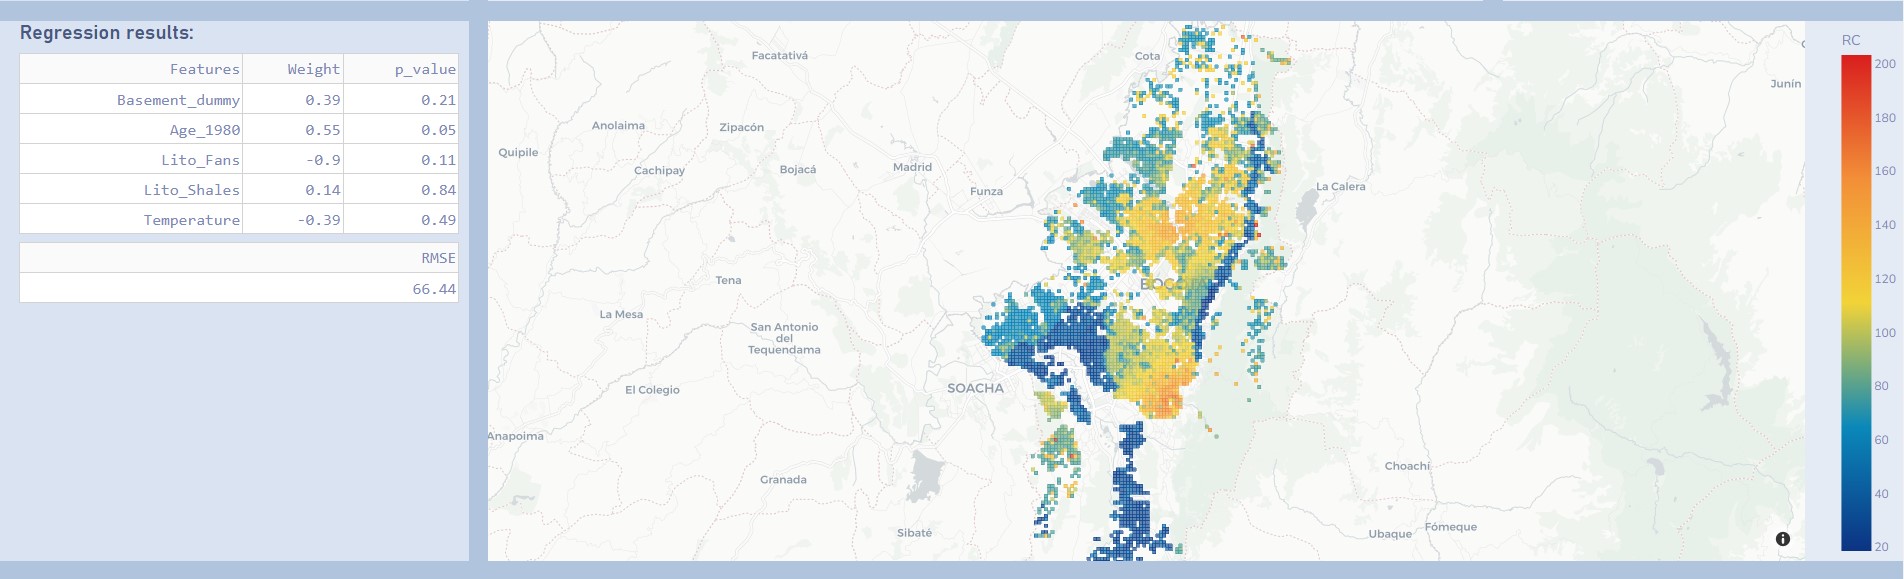 Regression results:
Features Weight p_value
Basement_dummy 0.39 0.21
Age_1980 0.55 0.05
Lito_Fans -0.9 0.11
Lito_Shales 0.14 0.84
Temperature -0.39 0.49
RMSE
66.44
Facatativá
Cota
Junín
Anolaima
Zipacón
Quipile
Cachipay
Bojacá
Madrid
Funza
La Calera
Tena
La Mesa
San Antonio
del
Tequendama
El Colegio
SOACHA
Anapoima
Granada
Sibaté
Choachí
Ubaque
Fómeque
RC
200
180
160
140
120
100
80
60
40
20